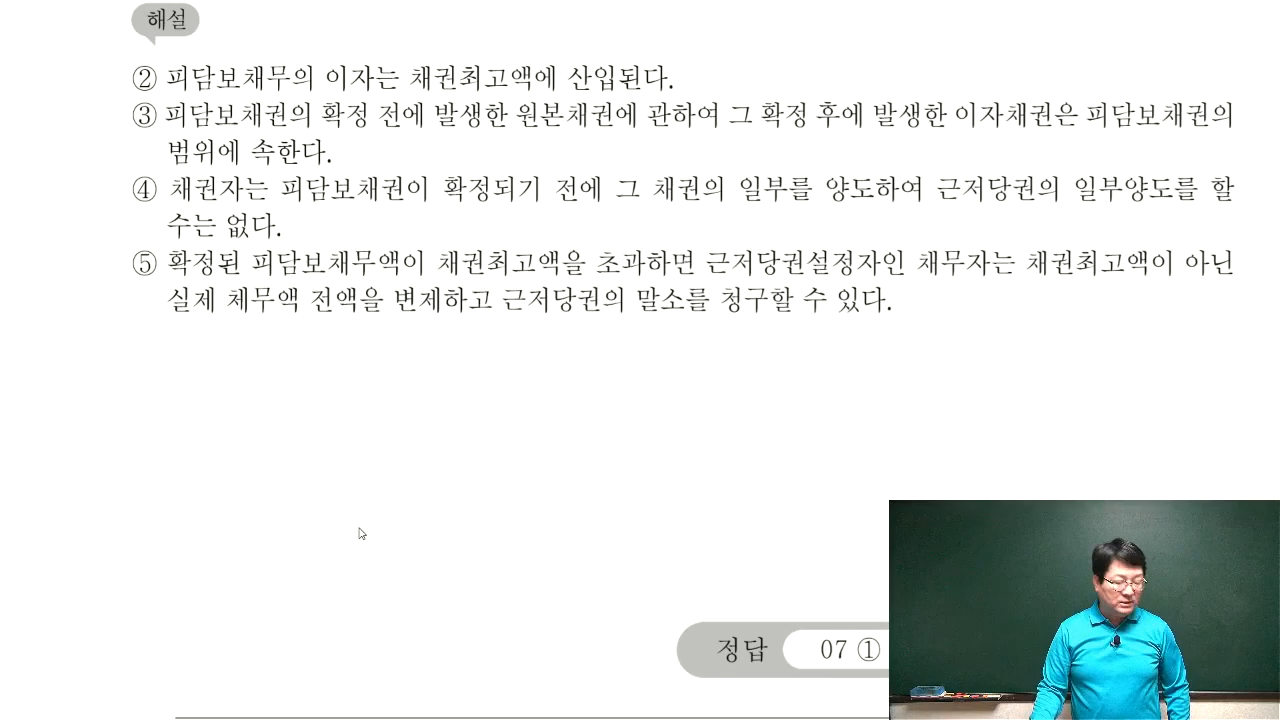 해설
② 피담보채무의 이자는 채권최고액에 산입된다.
③ 피담보채권의 확정 전에 발생한 원본채권에 관하여 그 확정 후에 발생한 이자채권은 피담보채권의
범위에 속한다.
④ 채권자는 피담보채권이 확정되기 전에 그 채권의 일부를 양도하여 근저당권의 일부양도를 할
수는 없다.
⑤ 확정된 피담보채무액이 채권최고액을 초과하면 근저당권설정자인 채무자는 채권최고액이 아닌
실제 체무액 전액을 변제하고 근저당권의 말소를 청구할 수 있다.
정답 07 ①